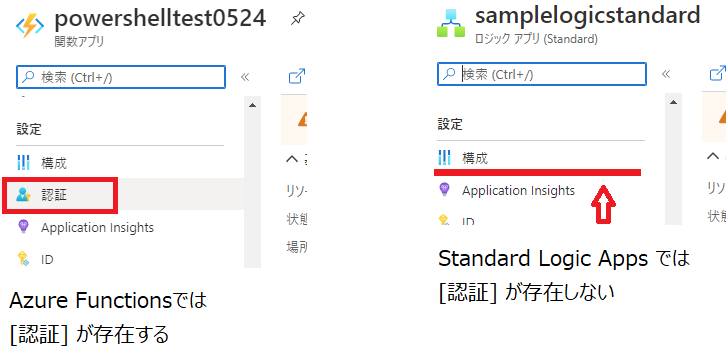 powershelltest0524
関数アプリ
検索 (Ctrl+/)
«
設定
構成
認証
Application Insights
ID
リソー
状態
場所
Azure Functionsでは
[認証] が存在する
samplelogicstandard
ロジック アプリ (Standard)
検索 (Ctrl+/)
«
設定
構成
Application Insights
ID
リソ
状態
Standard Logic Apps では
[認証] が存在しない